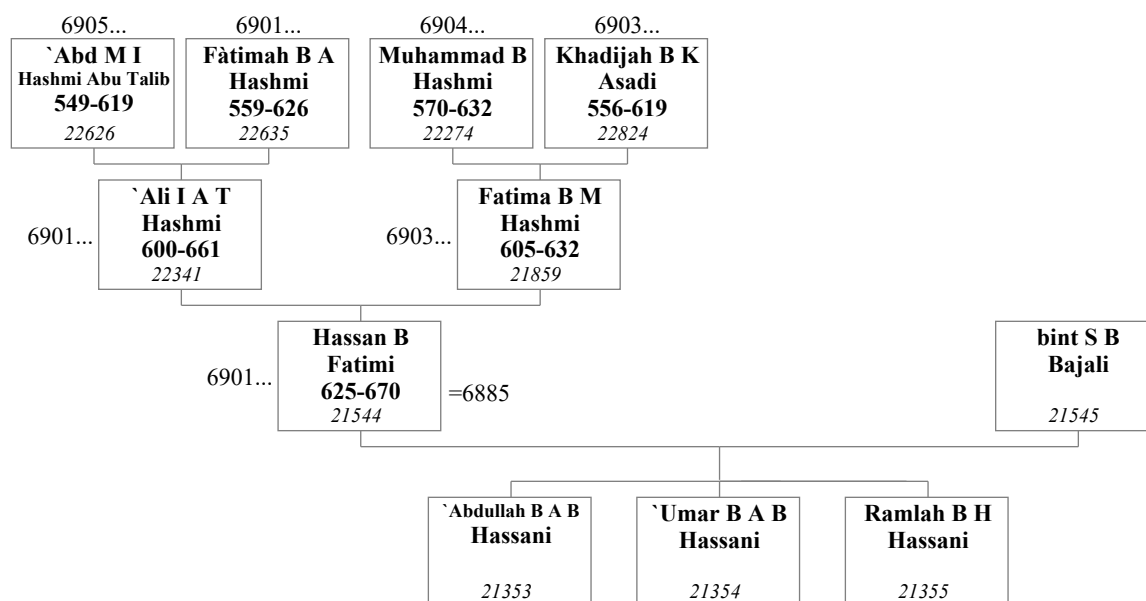 6905... 6901... 6904... 6903...
`Abd M I Fàtimah B A Muhammad B Khadijah B K
Hashmi Abu Talib Hashmi Hashmi Asadi
549-619 559-626 570-632 556-619
22626 22635 22274 22824
`Ali I A T Fatima B M
Hashmi Hashmi
6901... 6903...
600-661 605-632
22341 21859
Hassan B bint S B
Fatimi Bajali
6901...
625-670 =6885
21544 21545
`Abdullah B A B `Umar B A B Ramlah B H
Hassani Hassani Hassani
21353 21354 21355